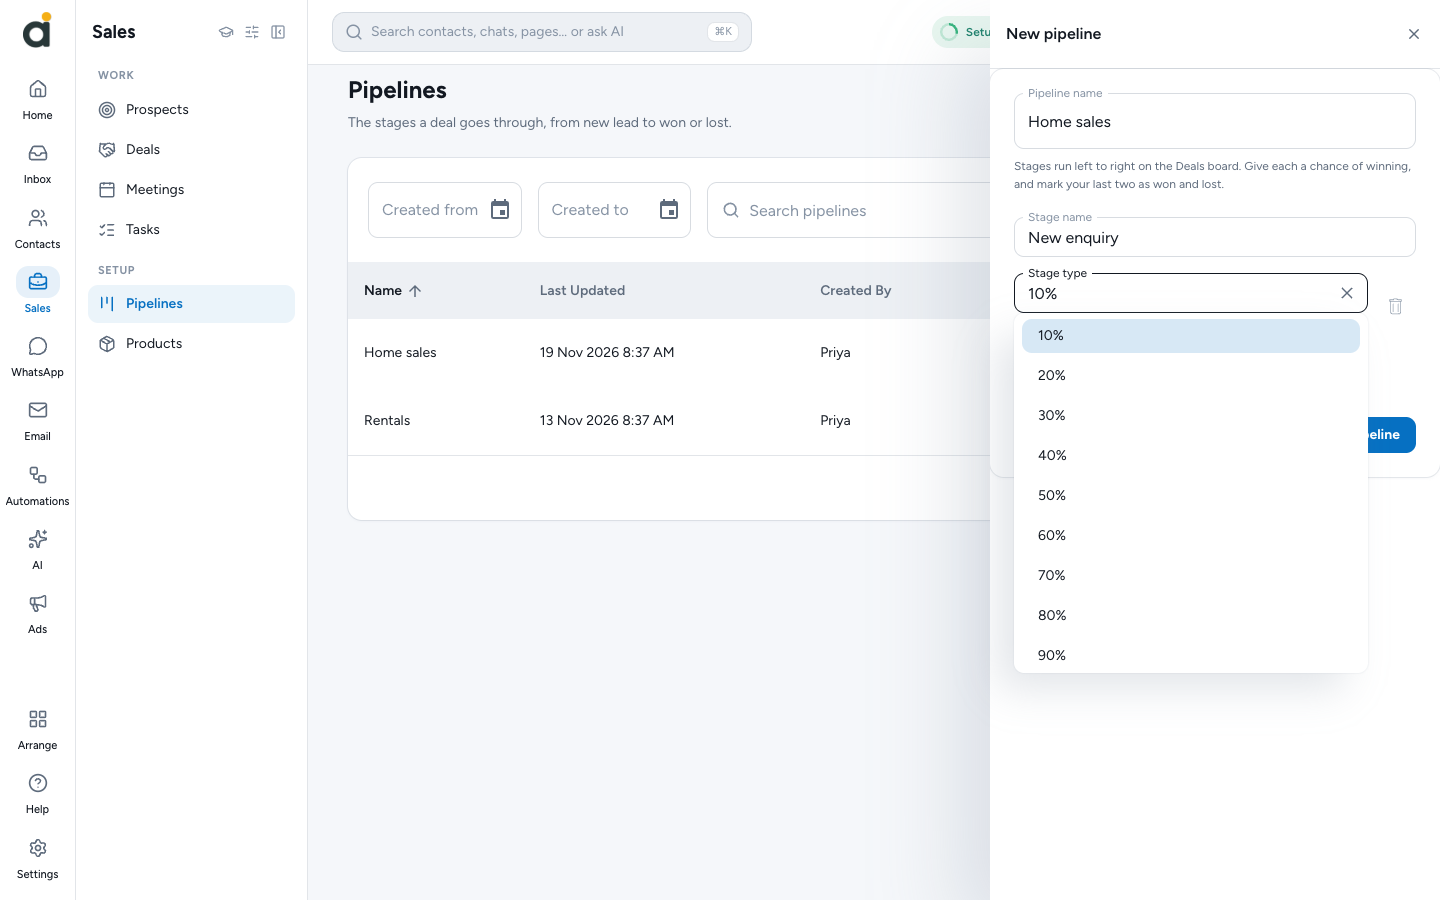 Sales
Search contacts, chats, pages... or ask AI
⌘K
New pipeline
Home
Inbox
Contacts
Sales
WhatsApp
Email
Automations
AI
Ads
Arrange
Help
Settings
WORK
Prospects
Deals
Meetings
Tasks
SETUP
Pipelines
Products
Pipelines
The stages a deal goes through, from new lead to won or lost.
Created from
Created to
Search pipelines
Name
Last Updated
Created By
Home sales
19 Nov 2026 8:37 AM
Priya
Rentals
13 Nov 2026 8:37 AM
Priya
Pipeline name
Home sales
Stages run left to right on the Deals board. Give each a chance of winning,
and mark your last two as won and lost.
Stage name
New enquiry
Stage type
10%
10%
20%
30%
40%
50%
60%
70%
80%
90%